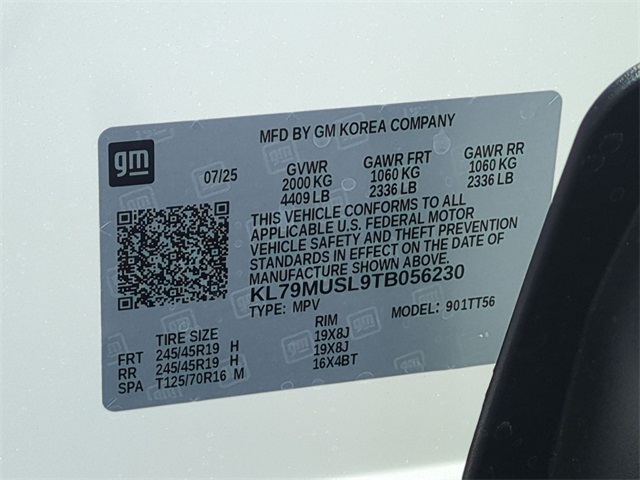 MFD BY GM KOREA COMPANY
gm
07/25
GVWR GAWR FRT GAWR RR
2000 KG 1060 KG 1060 KG
4409 LB 2336 LB 2336 LB
THIS VEHICLE CONFORMS TO ALL
APPLICABLE U.S. FEDERAL MOTOR
VEHICLE SAFETY AND THEFT PREVENTION
STANDARDS IN EFFECT ON THE DATE OF
MANUFACTURE SHOWN ABOVE.
KL79MUSL9TB056230
TYPE: MPV MODEL: 901TT56
TIRE SIZE RIM
FRT 245/45R19 H 19X8J
RR 245/45R19 H 19X8J
SPA T125/70R16 M 16X4BT